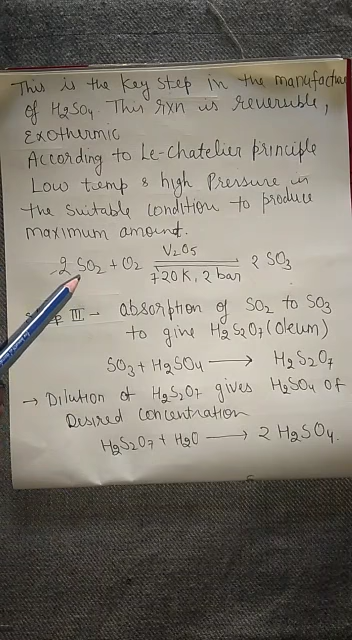 This is the key step in the manufactur
of H₂SO₄. This rxn is reversible,
Exothermic
According to Le-Chatelier principle
Low temp & high Pressure is
the suitable condition to produce
maximum amount.
2 SO₂ + O₂ V₂O₅ 720 K, 2 bar 2 SO₃
p III - absorption of SO₂ to SO₃
to give H₂S₂O₇ (Oleum)
SO₃ + H₂SO₄ → H₂S₂O₇
→ Dilution of H₂S₂O₇ gives H₂SO₄ of
Desired concentration
H₂S₂O₇ + H₂O → 2 H₂SO₄.